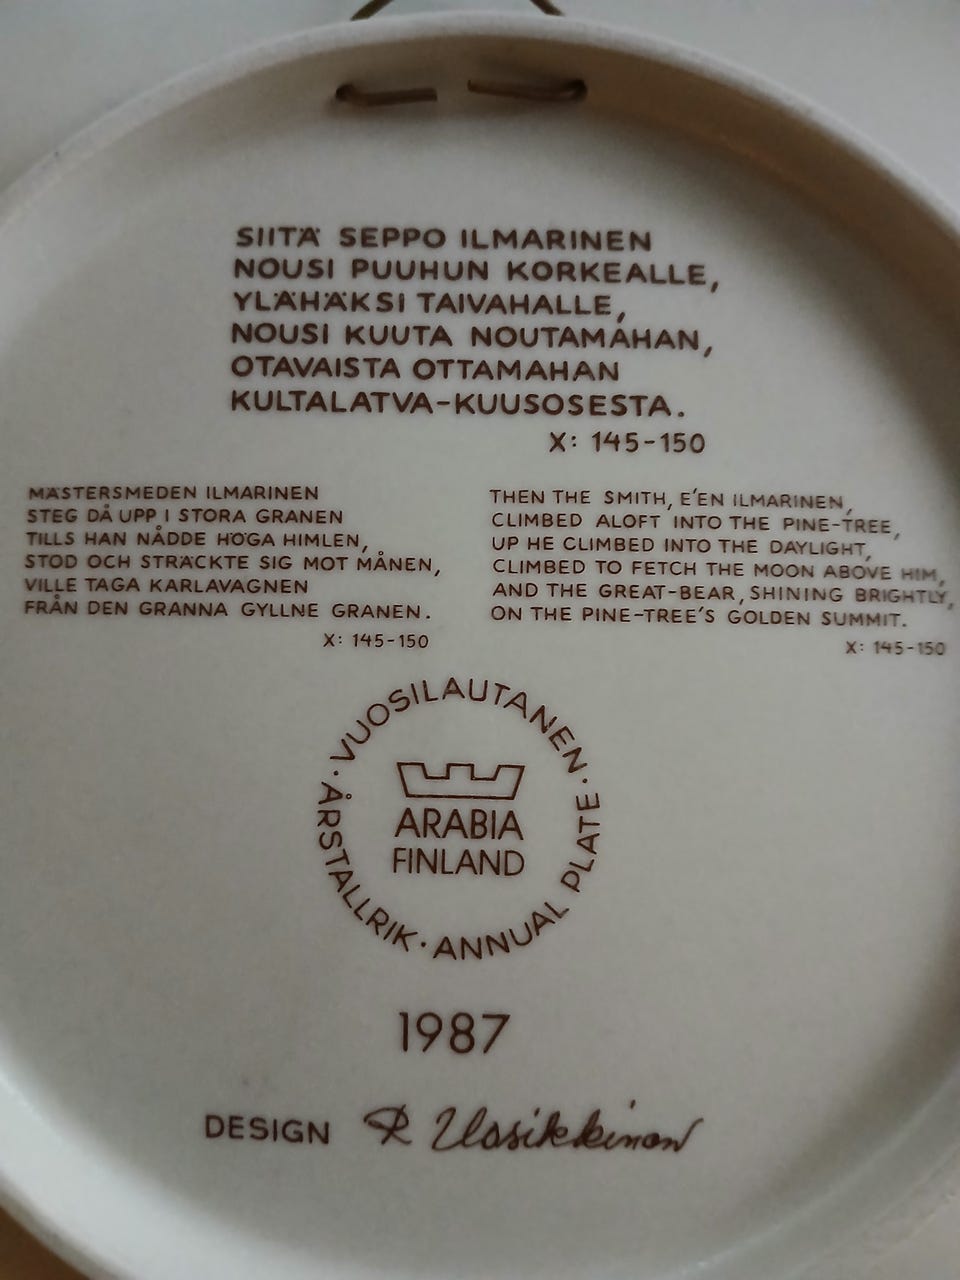 SIITÄ SEPPO ILMARINEN
NOUSI PUUHUN KORKEALLE,
YLÄHÄKSI TAIVAHALLE,
NOUSI KUUTA NOUTAMAHAN,
OTAVAISTA OTTAMAHAN
KULTALATVA-KUUSOSESTA.
X: 145-150
MÄSTERSMEDEN ILMARINEN
STEG DÅ UPP I STORA GRANEN
TILLS HAN NÅDDE HÖGA HIMLEN,
STOD OCH STRÄCKTE SIG MOT MÅNEN,
VILLE TAGA KARLAVAGNEN
FRÅN DEN GRANNA GYLLNE GRANEN.
X: 145-150
THEN THE SMITH, E'EN ILMARINEN,
CLIMBED ALOFT INTO THE PINE-TREE,
UP HE CLIMBED INTO THE DAYLIGHT,
CLIMBED TO FETCH THE MOON ABOVE HIM,
AND THE GREAT-BEAR, SHINING BRIGHTLY,
ON THE PINE-TREE'S GOLDEN SUMMIT.
X: 145-150
VUOSILAUTANEN · ANNUAL PLATE · ÅRSTALLRIK ·
ARABIA
FINLAND
1987
DESIGN R Uosikkinen